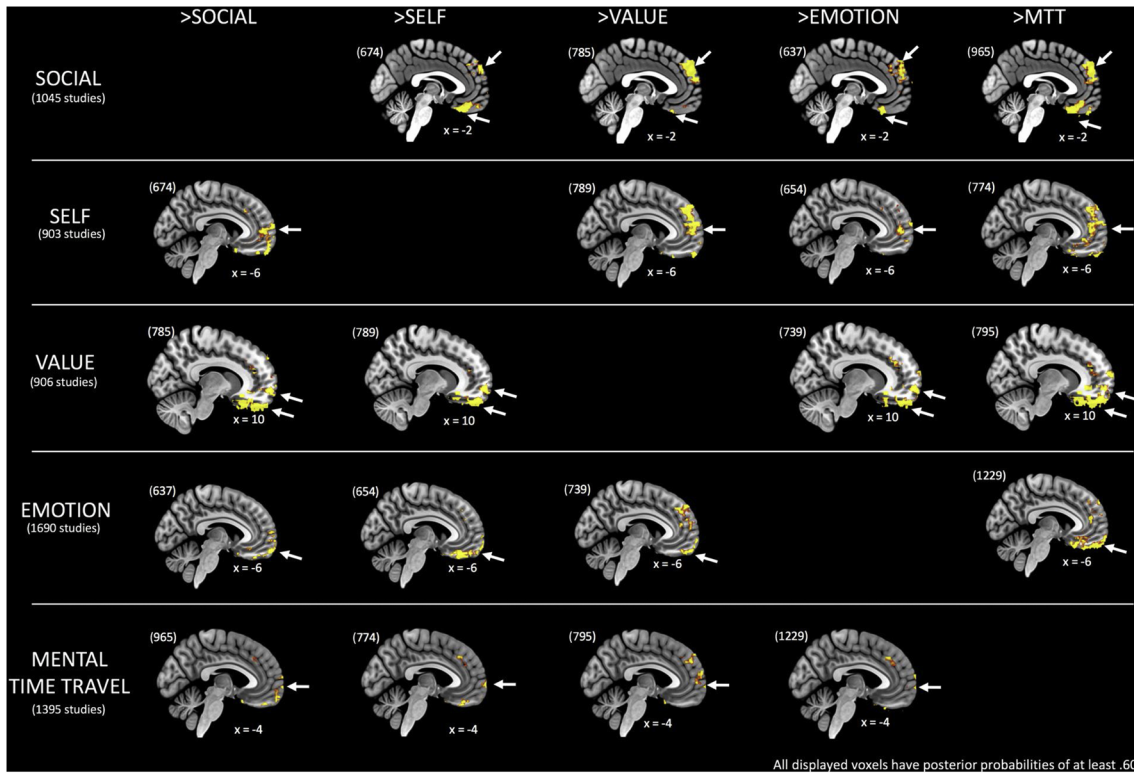 >SOCIAL >SELF >VALUE >EMOTION >MTT
SOCIAL
(1045 studies)
(674) (785) (637) (965)
x = -2 x = -2 x = -2 x = -2
SELF
(903 studies)
(674) (789) (654) (774)
x = -6 x = -6 x = -6 x = -6
VALUE
(906 studies)
(785) (789) (739) (795)
x = 10 x = 10 x = 10 x = 10
EMOTION
(1690 studies)
(637) (654) (739) (1229)
x = -6 x = -6 x = -6 x = -6
MENTAL
TIME TRAVEL
(1395 studies)
(965) (774) (795) (1229)
x = -4 x = -4 x = -4 x = -4
All displayed voxels have posterior probabilities of at least .60